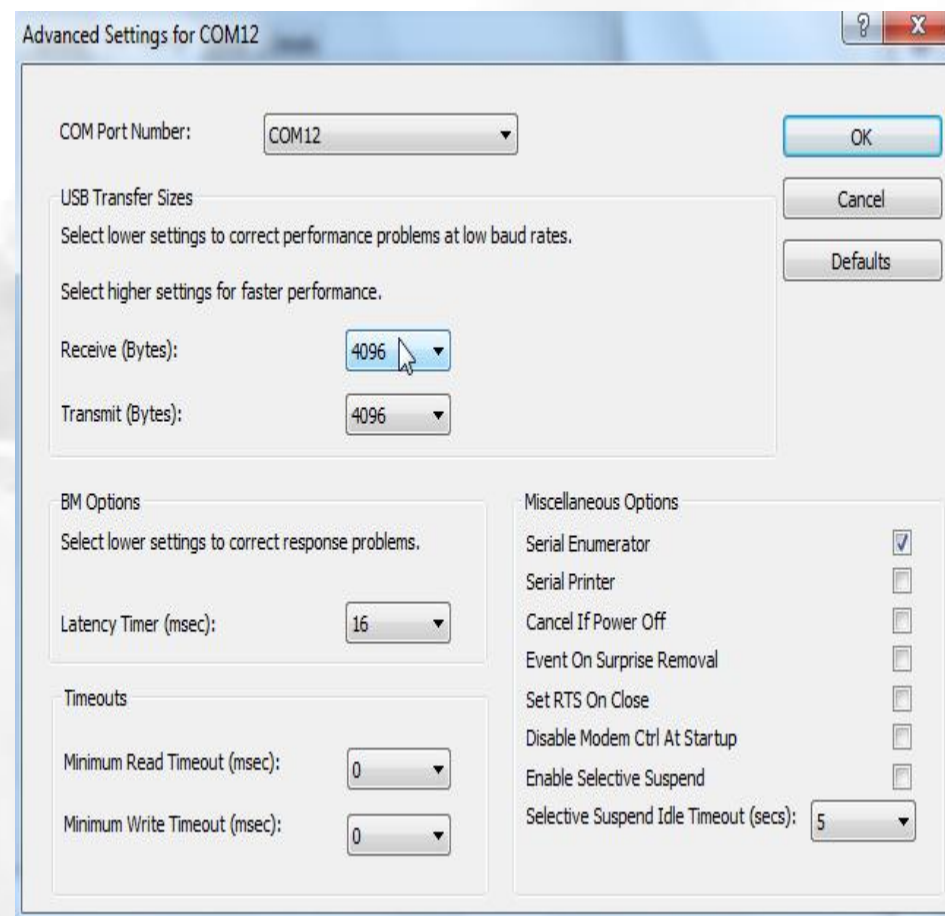 Advanced Settings for COM12
COM Port Number: COM12
OK
Cancel
Defaults
USB Transfer Sizes
Select lower settings to correct performance problems at low baud rates.
Select higher settings for faster performance.
Receive (Bytes): 4096
Transmit (Bytes): 4096
BM Options
Select lower settings to correct response problems.
Latency Timer (msec): 16
Timeouts
Minimum Read Timeout (msec): 0
Minimum Write Timeout (msec): 0
Miscellaneous Options
Serial Enumerator
Serial Printer
Cancel If Power Off
Event On Surprise Removal
Set RTS On Close
Disable Modem Ctrl At Startup
Enable Selective Suspend
Selective Suspend Idle Timeout (secs): 5